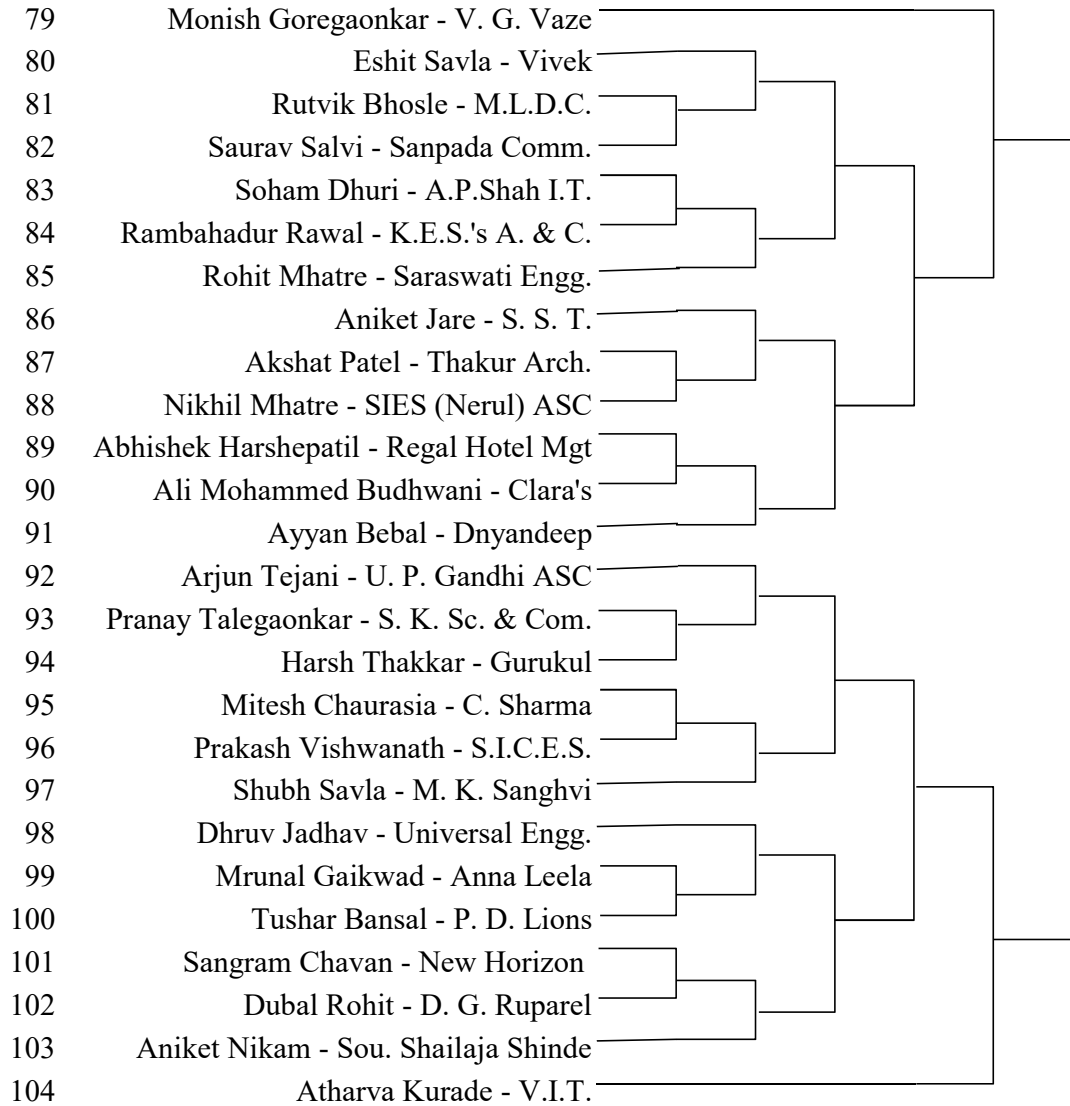 79 Monish Goregaonkar - V. G. Vaze
80 Eshit Savla - Vivek
81 Rutvik Bhosle - M.L.D.C.
82 Saurav Salvi - Sanpada Comm.
83 Soham Dhuri - A.P.Shah I.T.
84 Rambahadur Rawal - K.E.S.'s A. & C.
85 Rohit Mhatre - Saraswati Engg.
86 Aniket Jare - S. S. T.
87 Akshat Patel - Thakur Arch.
88 Nikhil Mhatre - SIES (Nerul) ASC
89 Abhishek Harshepatil - Regal Hotel Mgt
90 Ali Mohammed Budhwani - Clara's
91 Ayyan Bebal - Dnyandeep
92 Arjun Tejani - U. P. Gandhi ASC
93 Pranay Talegaonkar - S. K. Sc. & Com.
94 Harsh Thakkar - Gurukul
95 Mitesh Chaurasia - C. Sharma
96 Prakash Vishwanath - S.I.C.E.S.
97 Shubh Savla - M. K. Sanghvi
98 Dhruv Jadhav - Universal Engg.
99 Mrunal Gaikwad - Anna Leela
100 Tushar Bansal - P. D. Lions
101 Sangram Chavan - New Horizon
102 Dubal Rohit - D. G. Ruparel
103 Aniket Nikam - Sou. Shailaja Shinde
104 Atharva Kurade - V.I.T.